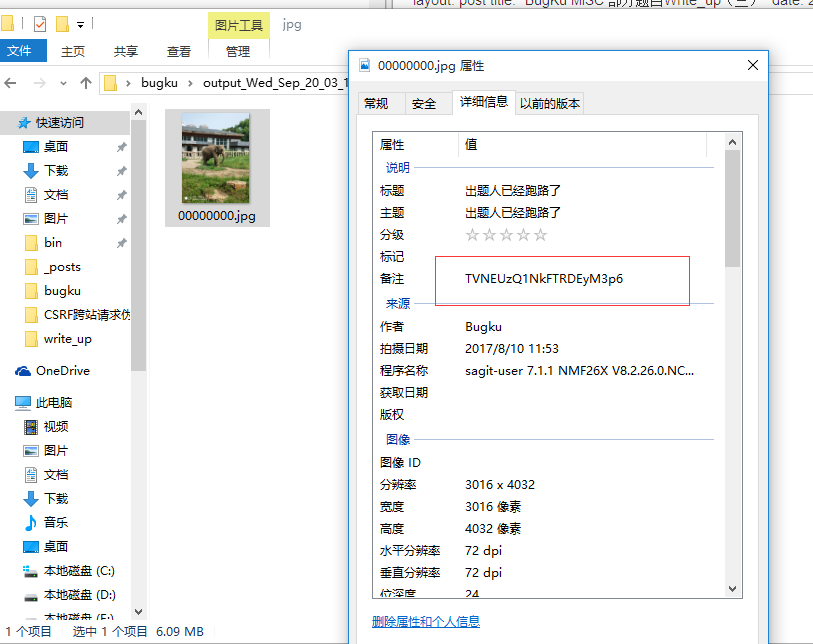 layout: post title: "BugKu MISC 部分题目Write_up（三）" date: 2
图片工具
jpg
文件
主页
共享
查看
管理
bugku
output_Wed_Sep_20_03_1
快速访问
桌面
下载
文档
图片
bin
_posts
bugku
CSRF跨站请求伪
write_up
OneDrive
此电脑
视频
图片
文档
下载
音乐
桌面
本地磁盘 (C:)
本地磁盘 (D:)
本地磁盘 (E:)
1 个项目
选中 1 个项目 6.09 MB
00000000.jpg
00000000.jpg 属性
常规
安全
详细信息
以前的版本
属性 值
说明
标题 出题人已经跑路了
主题 出题人已经跑路了
分级
标记
备注 TVNEUzQ1NkFTRDEyM3p6
来源
作者 Bugku
拍摄日期 2017/8/10 11:53
程序名称 sagit-user 7.1.1 NMF26X V8.2.26.0.NC...
获取日期
版权
图像
图像 ID
分辨率 3016 x 4032
宽度 3016 像素
高度 4032 像素
水平分辨率 72 dpi
垂直分辨率 72 dpi
位深度 24
删除属性和个人信息